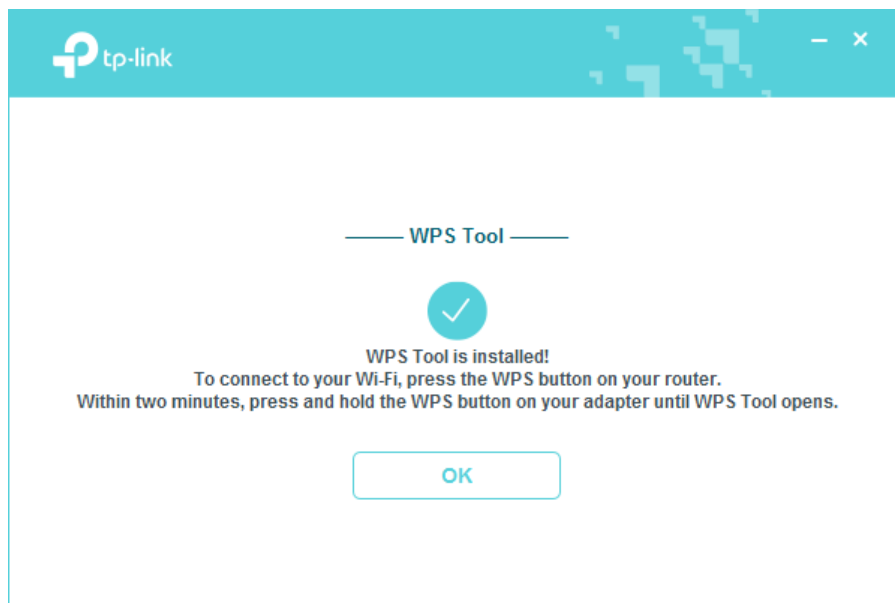 tp-link
WPS Tool
WPS Tool is installed!
To connect to your Wi-Fi, press the WPS button on your router.
Within two minutes, press and hold the WPS button on your adapter until WPS Tool opens.
OK